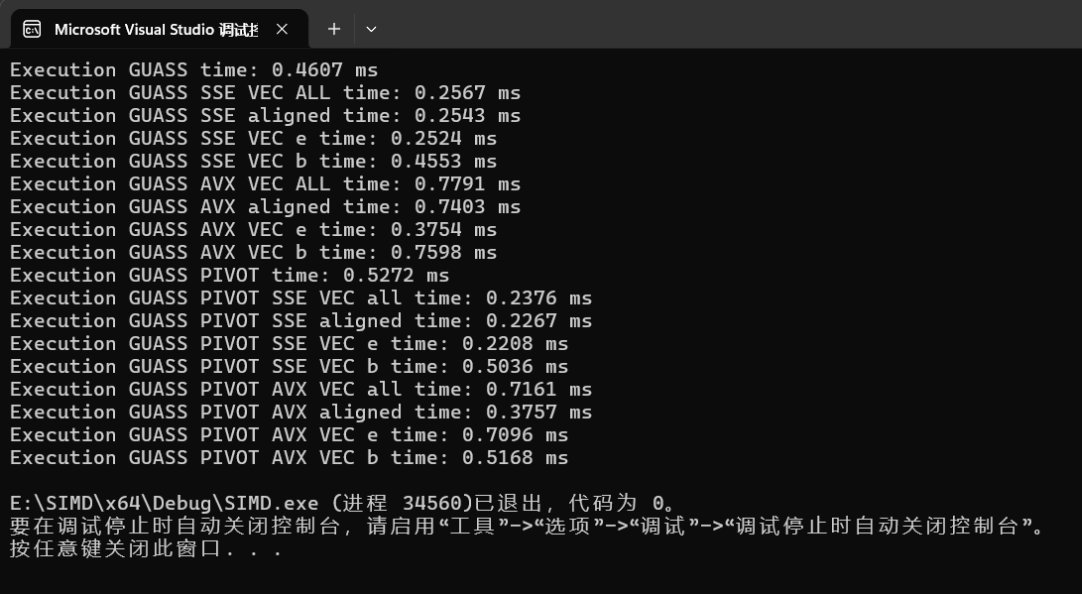 Microsoft Visual Studio 调试控
Execution GUASS time: 0.4607 ms
Execution GUASS SSE VEC ALL time: 0.2567 ms
Execution GUASS SSE aligned time: 0.2543 ms
Execution GUASS SSE VEC e time: 0.2524 ms
Execution GUASS SSE VEC b time: 0.4553 ms
Execution GUASS AVX VEC ALL time: 0.7791 ms
Execution GUASS AVX aligned time: 0.7403 ms
Execution GUASS AVX VEC e time: 0.3754 ms
Execution GUASS AVX VEC b time: 0.7598 ms
Execution GUASS PIVOT time: 0.5272 ms
Execution GUASS PIVOT SSE VEC all time: 0.2376 ms
Execution GUASS PIVOT SSE aligned time: 0.2267 ms
Execution GUASS PIVOT SSE VEC e time: 0.2208 ms
Execution GUASS PIVOT SSE VEC b time: 0.5036 ms
Execution GUASS PIVOT AVX VEC all time: 0.7161 ms
Execution GUASS PIVOT AVX aligned time: 0.3757 ms
Execution GUASS PIVOT AVX VEC e time: 0.7096 ms
Execution GUASS PIVOT AVX VEC b time: 0.5168 ms
E:\SIMD\x64\Debug\SIMD.exe (进程 34560)已退出，代码为 0。
要在调试停止时自动关闭控制台，请启用“工具”->“选项”->“调试”->“调试停止时自动关闭控制台”。
按任意键关闭此窗口. . .